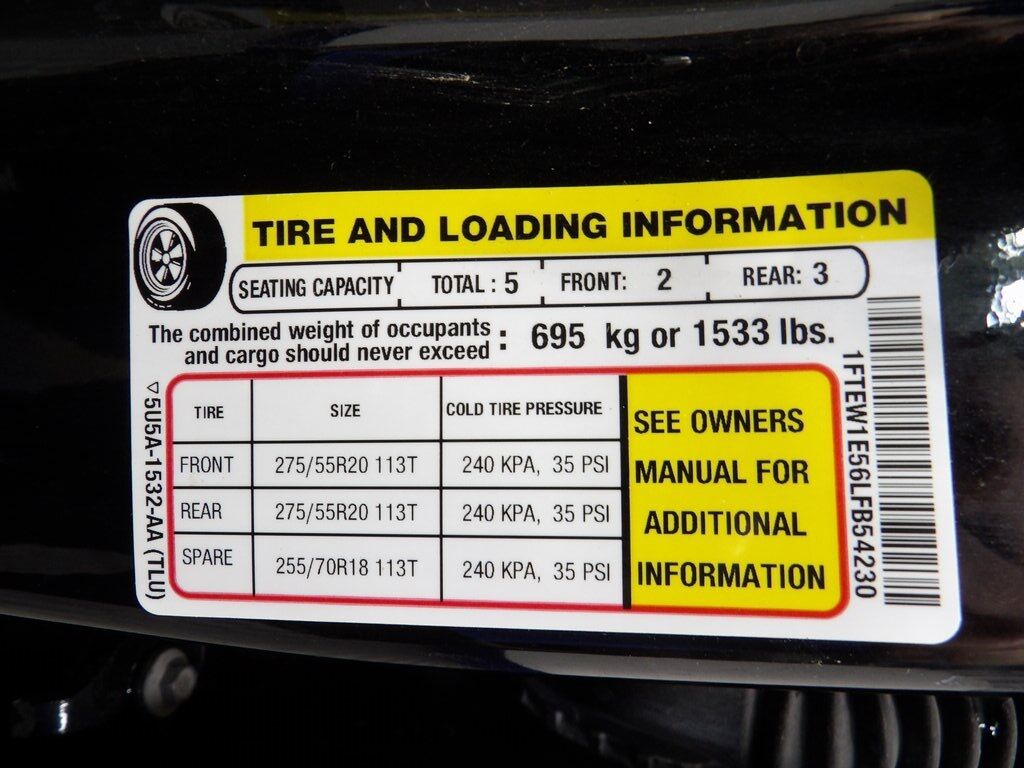 TIRE AND LOADING INFORMATION
SEATING CAPACITY TOTAL : 5 FRONT: 2 REAR: 3
The combined weight of occupants
and cargo should never exceed : 695 kg or 1533 lbs.
TIRE SIZE COLD TIRE PRESSURE
FRONT 275/55R20 113T 240 KPA, 35 PSI
REAR 275/55R20 113T 240 KPA, 35 PSI
SPARE 255/70R18 113T 240 KPA, 35 PSI
SEE OWNERS
MANUAL FOR
ADDITIONAL
INFORMATION
▽5U5A-1532-AA (TLU)
1FTEW1E56LFB54230